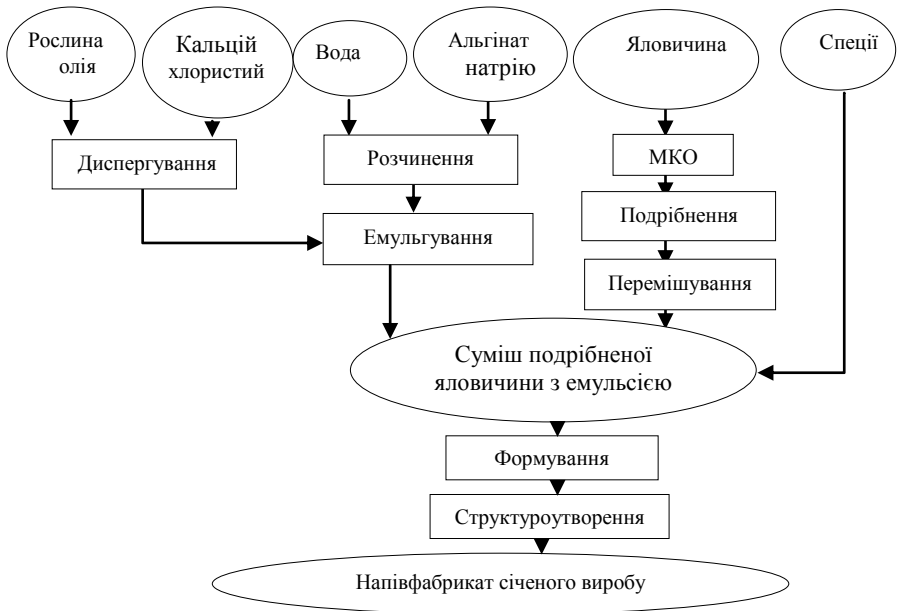 Рослина
олія
Кальцій
хлористий
Вода
Альгінат
натрію
Яловичина
Спеції
Диспергування
Розчинення
МКО
Подрібнення
Емульгування
Перемішування
Суміш подрібненої
яловичини з емульсією
Формування
Структуроутворення
Напівфабрикат січеного виробу